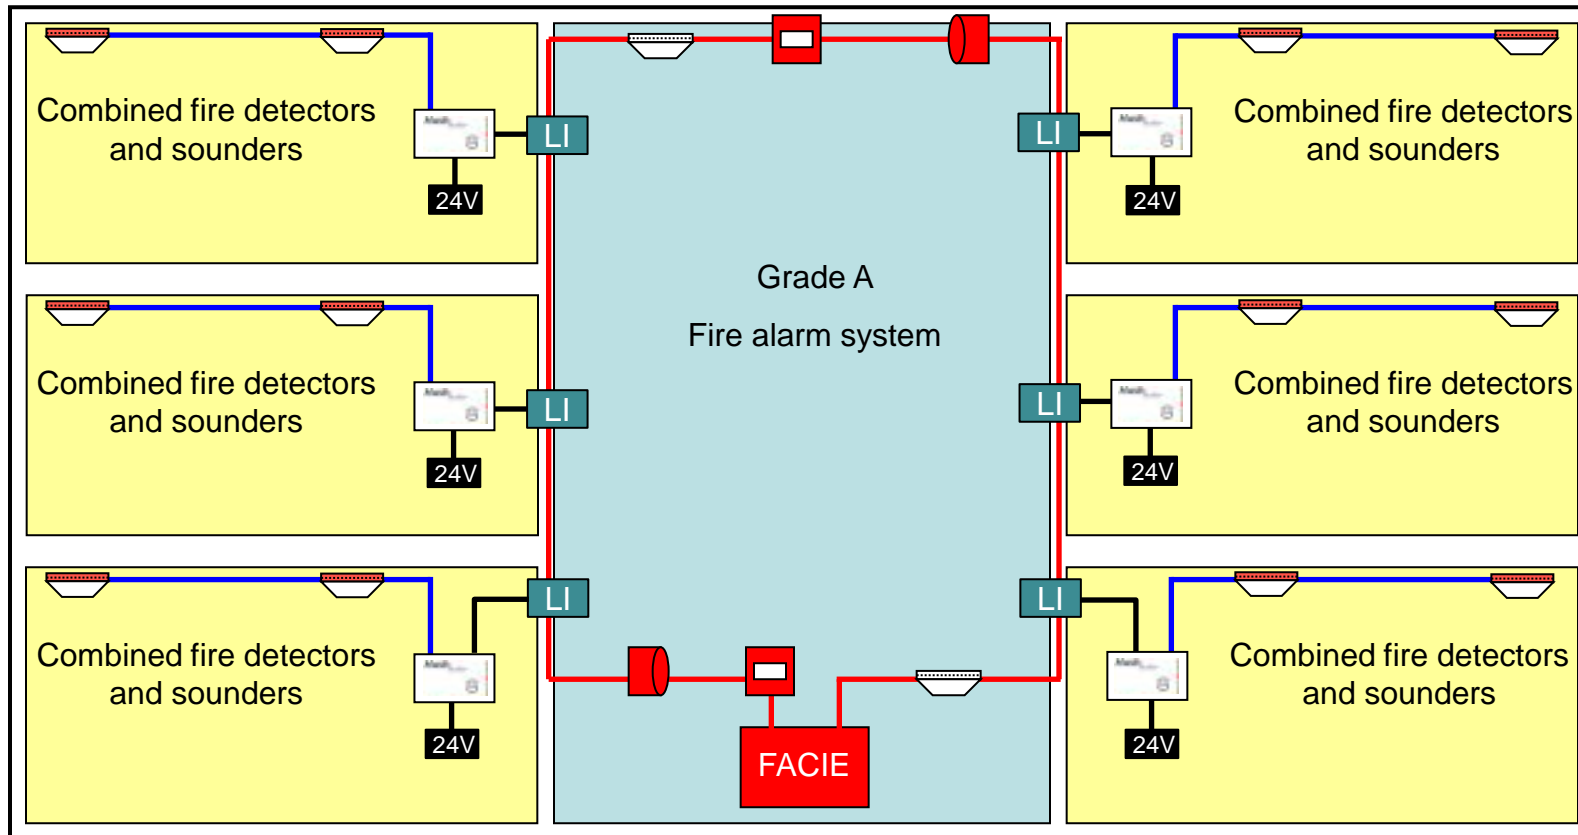 Combined fire detectors
and sounders
LI
24V
LI
Combined fire detectors
and sounders
24V
Grade A
Fire alarm system
Combined fire detectors
and sounders
LI
24V
LI
Combined fire detectors
and sounders
24V
Combined fire detectors
and sounders
LI
24V
LI
Combined fire detectors
and sounders
24V
FACIE